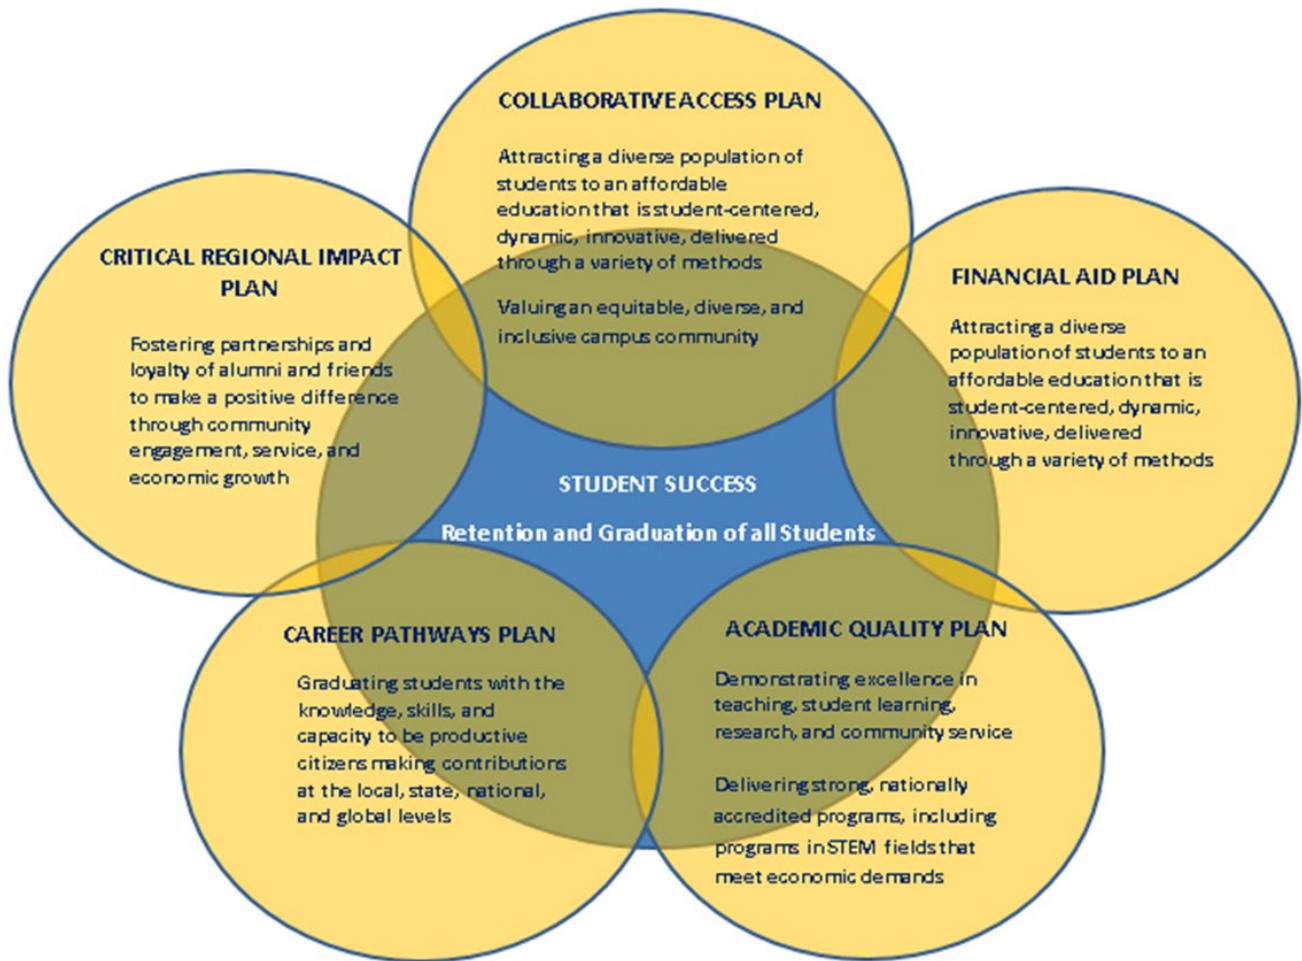 COLLABORATIVE ACCESS PLAN
Attracting a diverse population of
students to an affordable
education that is student-centered,
dynamic, innovative, delivered
through a variety of methods
Valuing an equitable, diverse, and
inclusive campus community
CRITICAL REGIONAL IMPACT
PLAN
Fostering partnerships and
loyalty of alumni and friends
to make a positive difference
through community
engagement, service, and
economic growth
FINANCIAL AID PLAN
Attracting a diverse
population of students to an
affordable education that is
student-centered, dynamic,
innovative, delivered
through a variety of methods
STUDENT SUCCESS
Retention and Graduation of all Students
CAREER PATHWAYS PLAN
Graduating students with the
knowledge, skills, and
capacity to be productive
citizens making contributions
at the local, state, national,
and global levels
ACADEMIC QUALITY PLAN
Demonstrating excellence in
teaching, student learning,
research, and community service
Delivering strong, nationally
accredited programs, including
programs in STEM fields that
meet economic demands